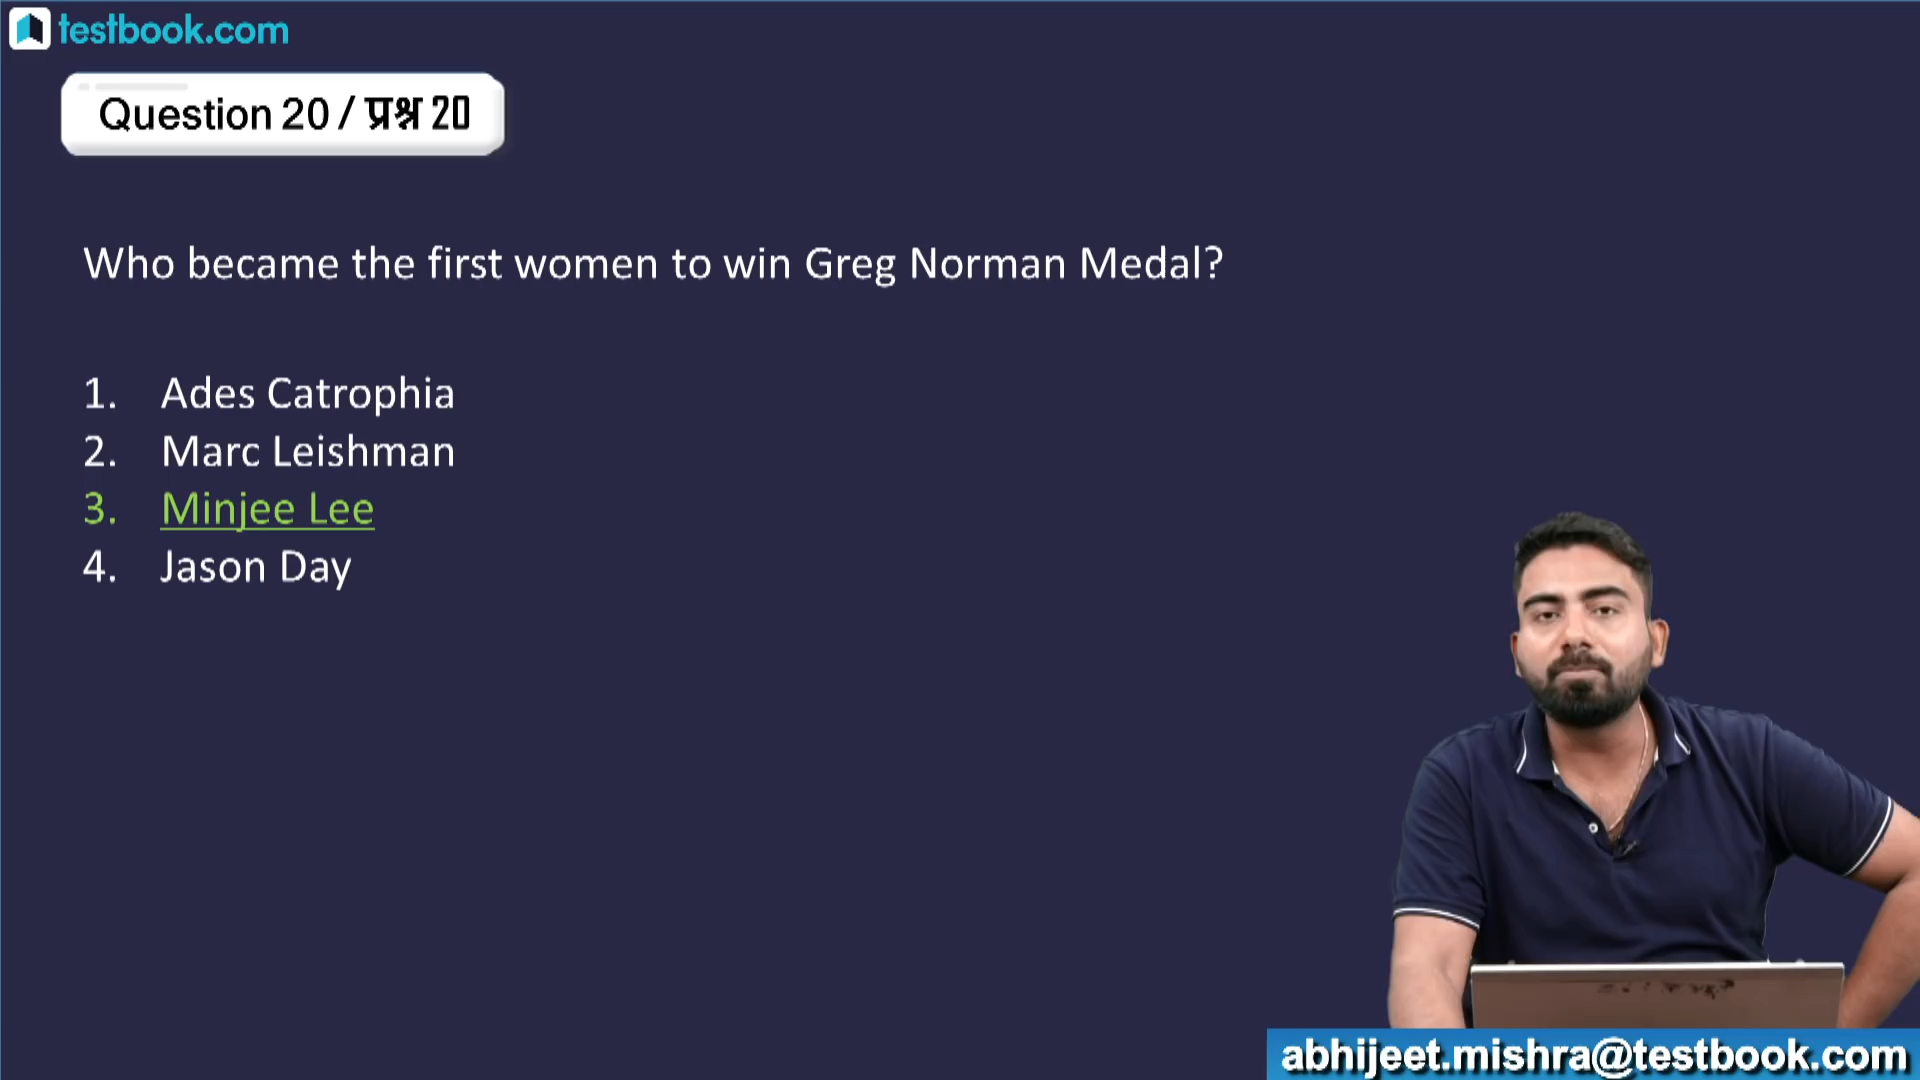 testbook.com
Question 20 / प्रश्न 20
Who became the first women to win Greg Norman Medal?
1. Ades Catrophia
2. Marc Leishman
3. Minjee Lee
4. Jason Day
abhijeet.mishra@testbook.com